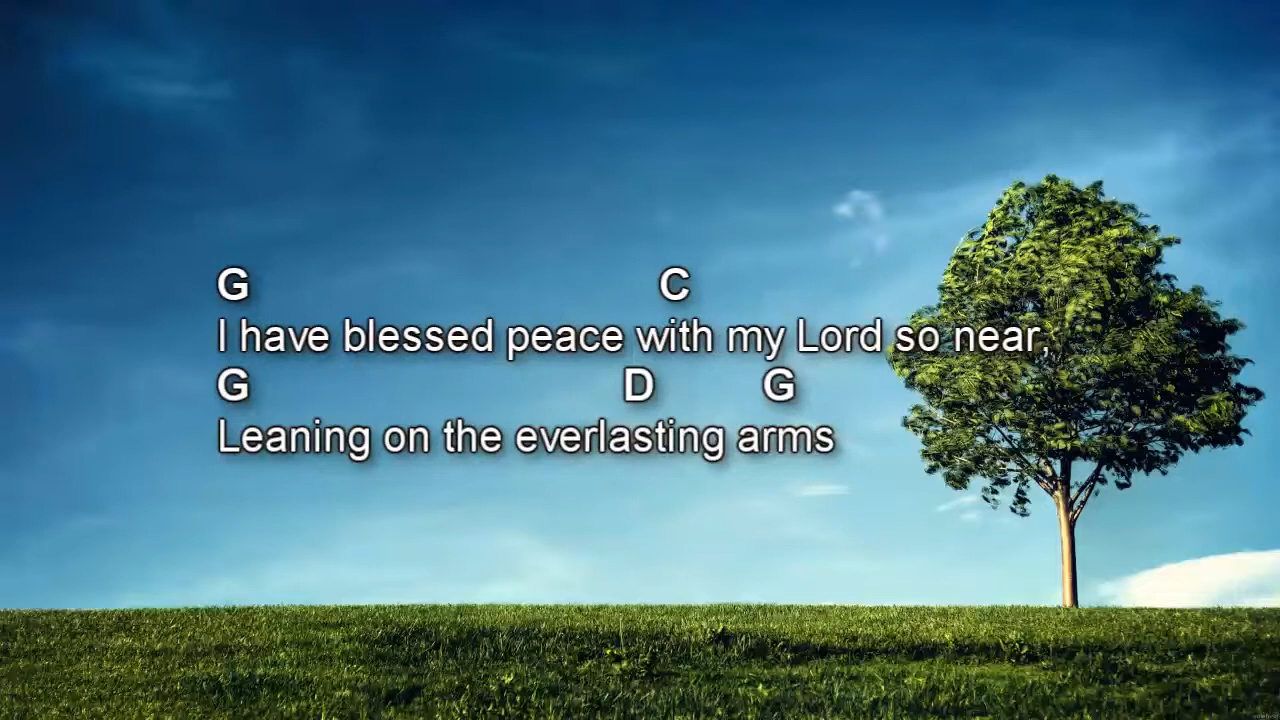 G C
I have blessed peace with my Lord so near,
G D G
Leaning on the everlasting arms